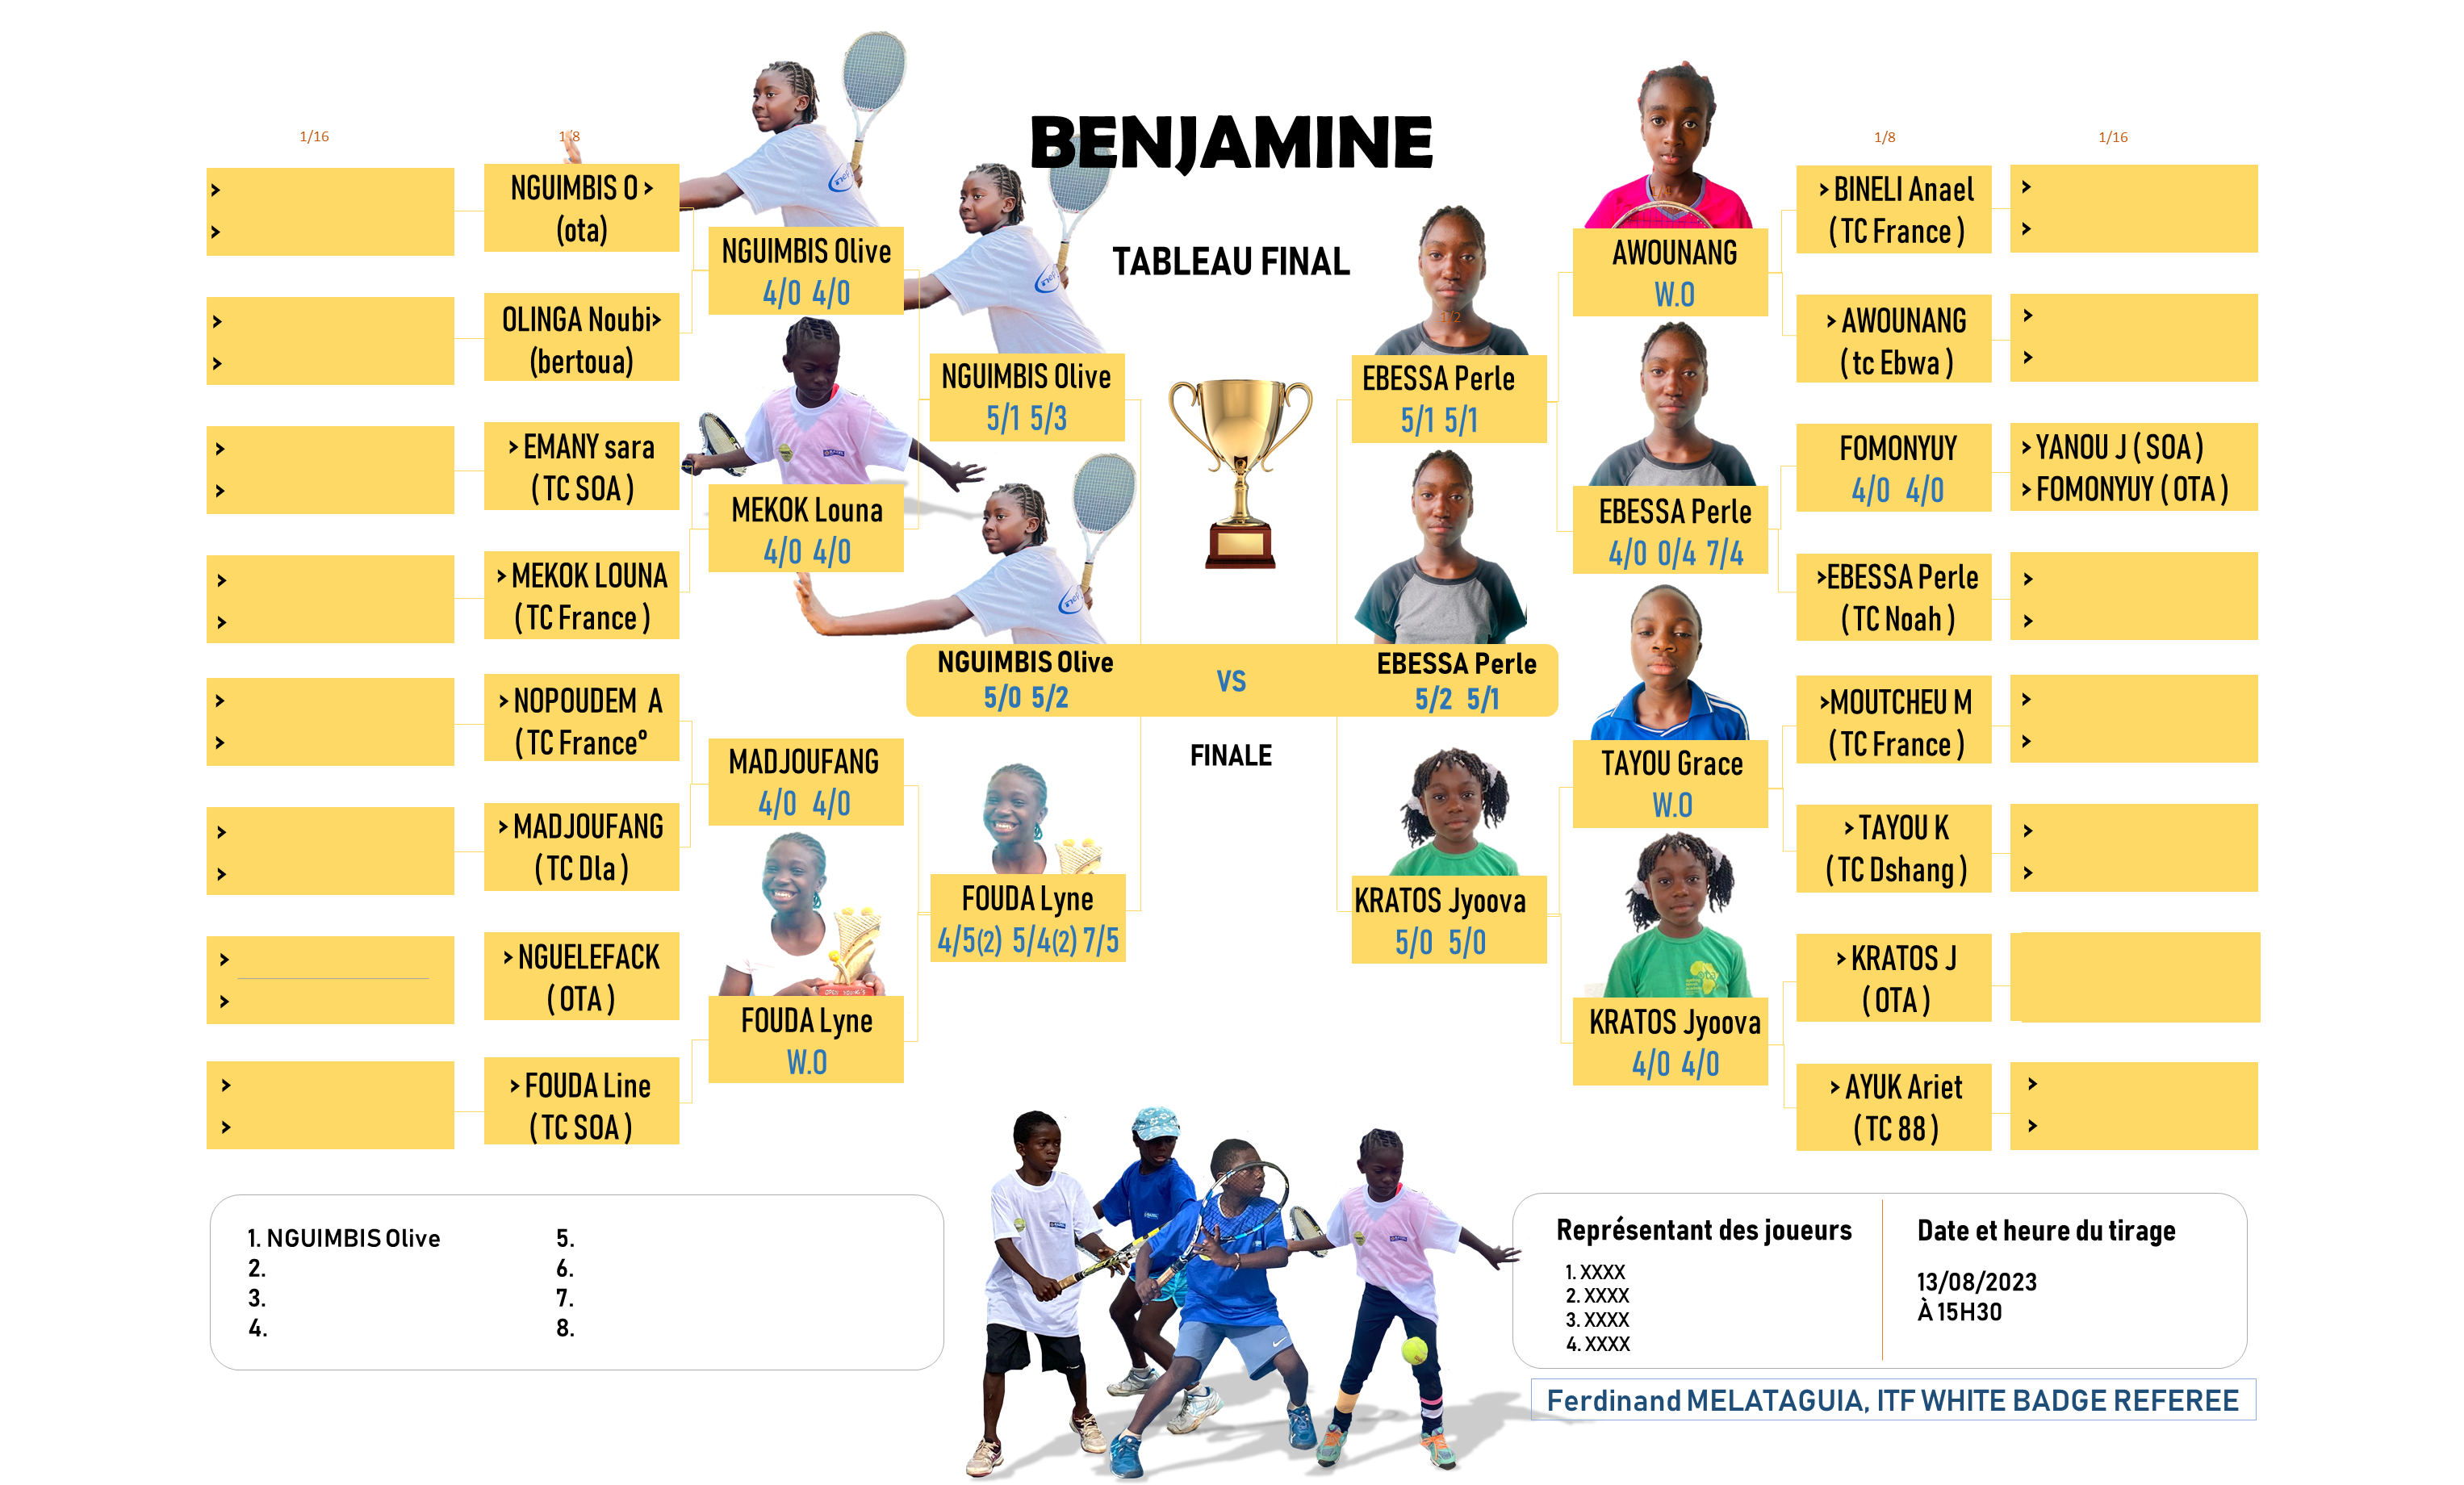 BENJAMINE
TABLEAU FINAL
1/16
1/8
NGUIMBIS O >
(ota)
OLINGA Noubi>
(bertoua)
> EMANY sara
( TC SOA )
> MEKOK LOUNA
( TC France )
> NOPOUDEM A
( TC France°
> MADJOUFANG
( TC Dla )
> NGUELEFACK
( OTA )
> FOUDA Line
( TC SOA )
NGUIMBIS Olive
4/0 4/0
MEKOK Louna
4/0 4/0
MADJOUFANG
4/0 4/0
FOUDA Lyne
W.O
NGUIMBIS Olive
5/1 5/3
FOUDA Lyne
4/5(2) 5/4(2) 7/5
NGUIMBIS Olive
5/0 5/2
VS
EBESSA Perle
5/2 5/1
FINALE
1/2
EBESSA Perle
5/1 5/1
KRATOS Jyoova
5/0 5/0
AWOUNANG
W.O
EBESSA Perle
4/0 0/4 7/4
TAYOU Grace
W.O
KRATOS Jyoova
4/0 4/0
1/8
> BINELI Anael
( TC France )
> AWOUNANG
( tc Ebwa )
FOMONYUY
4/0 4/0
>EBESSA Perle
( TC Noah )
>MOUTCHEU M
( TC France )
> TAYOU K
( TC Dshang )
> KRATOS J
( OTA )
> AYUK Ariet
( TC 88 )
1/16
> YANOU J ( SOA )
> FOMONYUY ( OTA )
OPEN
1. NGUIMBIS Olive
2.
3.
4.
5.
6.
7.
8.
Représentant des joueurs
1. XXXX
2. XXXX
3. XXXX
4. XXXX
Date et heure du tirage
13/08/2023
À 15H30
Ferdinand MELATAGUIA, ITF WHITE BADGE REFEREE